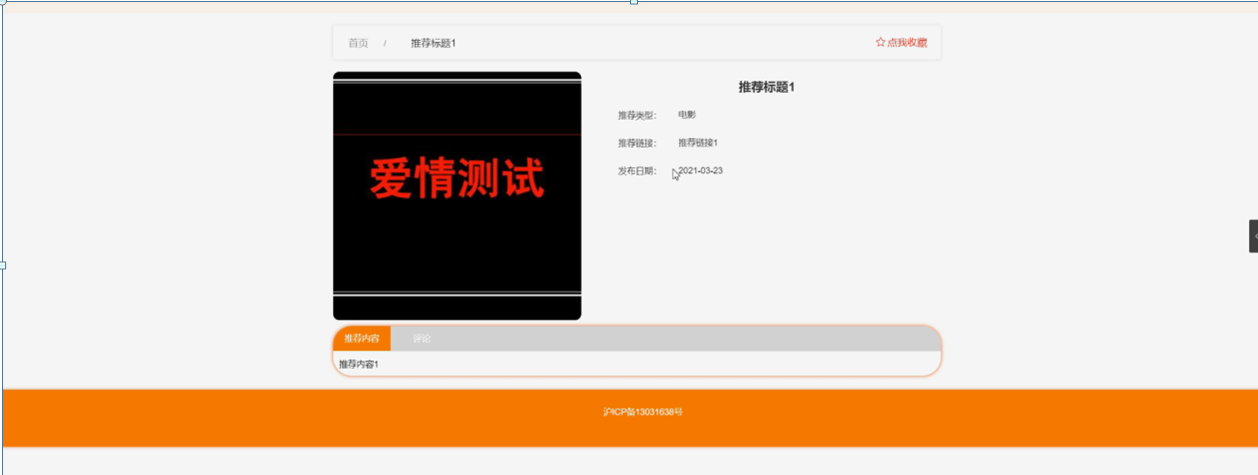 首页 / 推荐标题1
☆点我收藏
爱情测试
推荐标题1
推荐类型： 电影
推荐链接： 推荐链接1
发布日期： 2021-03-23
推荐内容 评论
推荐内容1
沪ICP备13031638号